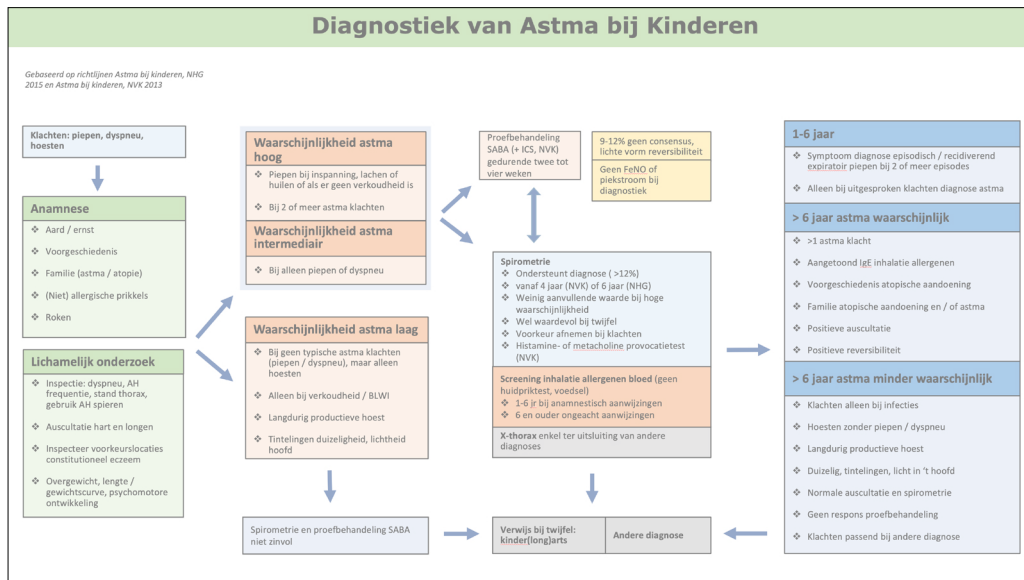 Diagnostiek van Astma bij Kinderen
Gebaseerd op richtlijnen Astma bij kinderen, NHG
2015 en Astma bij kinderen, NVK 2013
Klachten: piepen, dyspneu,
hoesten
Anamnese
❖ Aard / ernst
❖ Voorgeschiedenis
❖ Familie (astma / atopie)
❖ (Niet) allergische prikkels
❖ Roken
Lichamelijk onderzoek
❖ Inspectie: dyspneu, AH
frequentie, stand thorax,
gebruik AH spieren
❖ Auscultatie hart en longen
❖ Inspecteer voorkeurslocaties
constitutioneel eczeem
❖ Overgewicht, lengte /
gewichtscurve, psychomotore
ontwikkeling
Waarschijnlijkheid astma
hoog
❖ Piepen bij inspanning, lachen of
huilen of als er geen verkoudheid is
❖ Bij 2 of meer astma klachten
Waarschijnlijkheid astma
intermediair
❖ Bij alleen piepen of dyspneu
Waarschijnlijkheid astma laag
❖ Bij geen typische astma klachten
(piepen / dyspneu), maar alleen
hoesten
❖ Alleen bij verkoudheid / BLWI
❖ Langdurig productieve hoest
❖ Tintelingen duizeligheid, lichtheid
hoofd
Spirometrie en proefbehandeling SABA
niet zinvol
Proefbehandeling
SABA (+ ICS, NVK)
gedurende twee tot
vier weken
9-12% geen consensus,
lichte vorm reversibiliteit
Geen FeNO of
piekstroom bij
diagnostiek
Spirometrie
❖ Ondersteunt diagnose ( >12%)
❖ vanaf 4 jaar (NVK) of 6 jaar (NHG)
❖ Weinig aanvullende waarde bij hoge
waarschijnlijkheid
❖ Wel waardevol bij twijfel
❖ Voorkeur afnemen bij klachten
❖ Histamine- of metacholine provocatietest
(NVK)
Screening inhalatie allergenen bloed (geen
huidpriktest, voedsel)
❖ 1-6 jr bij anamnestisch aanwijzingen
❖ 6 en ouder ongeacht aanwijzingen
X-thorax enkel ter uitsluiting van andere
diagnoses
Verwijs bij twijfel:
kinder(long)arts
Andere diagnose
1-6 jaar
❖ Symptoom diagnose episodisch / recidiverend
expiratoir piepen bij 2 of meer episodes
❖ Alleen bij uitgesproken klachten diagnose astma
> 6 jaar astma waarschijnlijk
❖ >1 astma klacht
❖ Aangetoond IgE inhalatie allergenen
❖ Voorgeschiedenis atopische aandoening
❖ Familie atopische aandoening en / of astma
❖ Positieve auscultatie
❖ Positieve reversibiliteit
> 6 jaar astma minder waarschijnlijk
❖ Klachten alleen bij infecties
❖ Hoesten zonder piepen / dyspneu
❖ Langdurig productieve hoest
❖ Duizelig, tintelingen, licht in 't hoofd
❖ Normale auscultatie en spirometrie
❖ Geen respons proefbehandeling
❖ Klachten passend bij andere diagnose